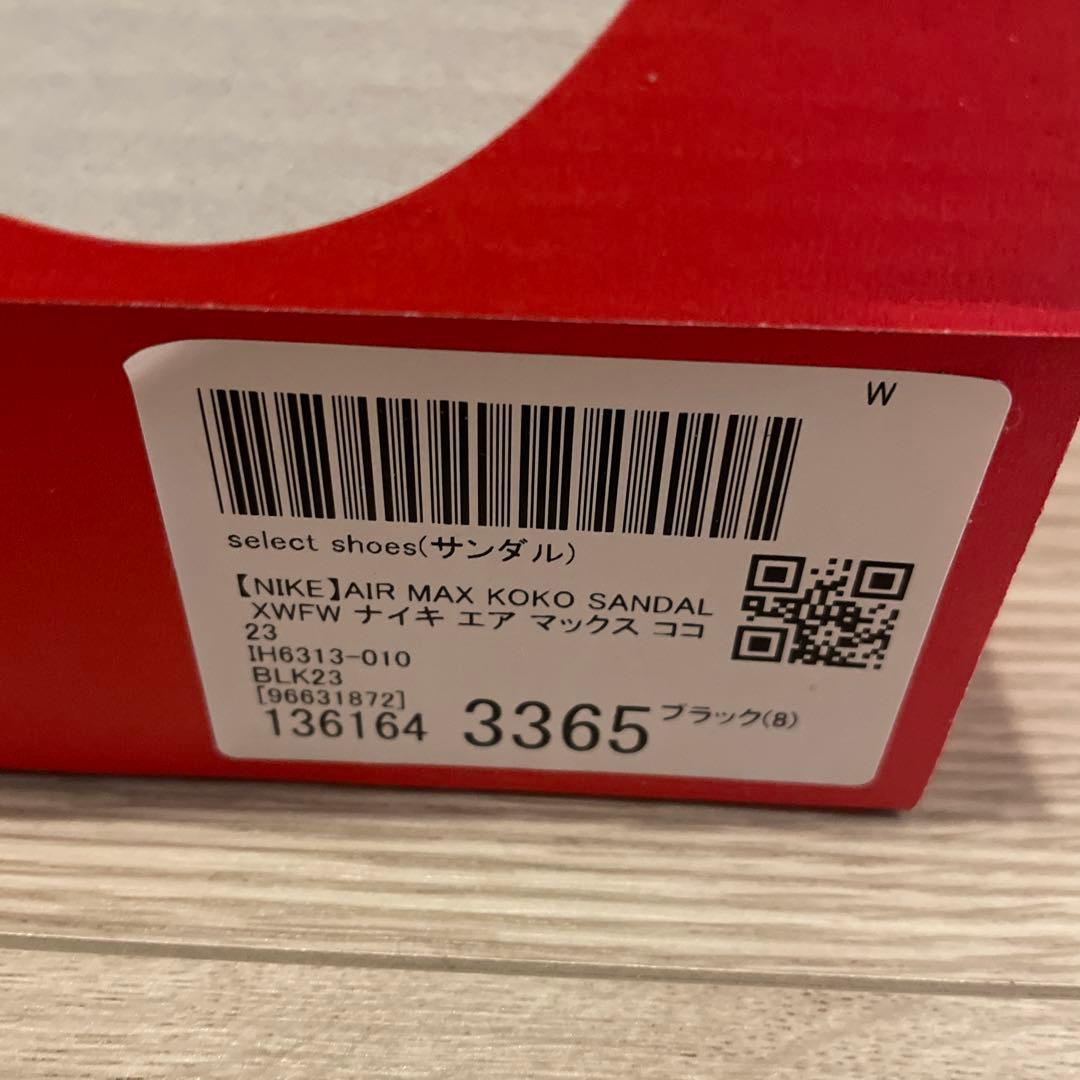 W
select shoes(サンダル)
【NIKE】AIR MAX KOKO SANDAL
XWFW ナイキ エア マックス ココ
23
IH6313-010
BLK23
[96631872]
136164 3365 ブラック(8)